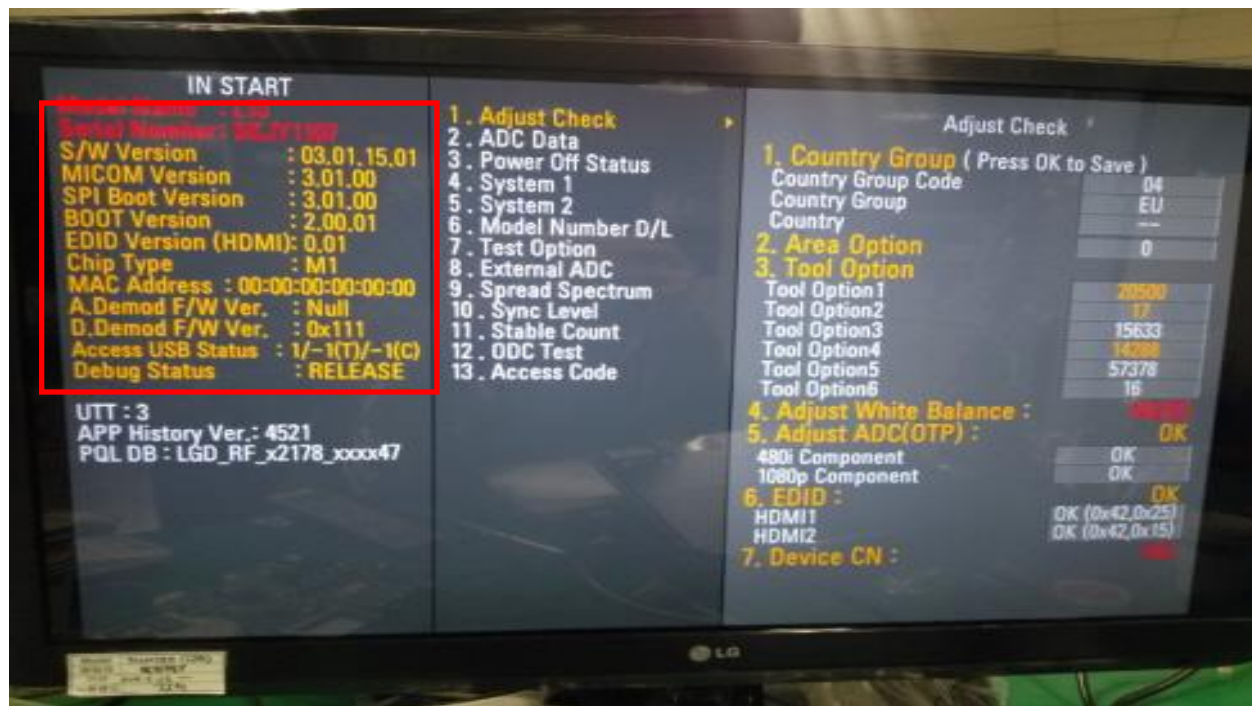 IN START
Model Name
Serial Number :
S/W Version : 03.01.15.01
MICOM Version : 3.01.00
SPI Boot Version : 3.01.00
BOOT Version : 2.00.01
EDID Version (HDMI): 0.01
Chip Type : M1
MAC Address : 00:00:00:00:00:00
A.Demod F/W Ver. : Null
D.Demod F/W Ver. : 0x111
Access USB Status : 1/-1(T)/-1(C)
Debug Status : RELEASE
UTT : 3
APP History Ver.: 4521
PQL DB : LGD_RF_x2178_xxxx47
1 . Adjust Check
2 . ADC Data
3 . Power Off Status
4 . System 1
5 . System 2
6 . Model Number D/L
7 . Test Option
8 . External ADC
9 . Spread Spectrum
10 . Sync Level
11 . Stable Count
12 . ODC Test
13 . Access Code
Adjust Check
1. Country Group ( Press OK to Save )
Country Group Code 04
Country Group EU
Country --
2. Area Option 0
3. Tool Option
Tool Option1 20500
Tool Option2 17
Tool Option3 15633
Tool Option4 14288
Tool Option5 57378
Tool Option6 16
4. Adjust White Balance :
5. Adjust ADC(OTP) : OK
480i Component OK
1080p Component OK
6. EDID : OK
HDMI1 OK (0x42,0x25)
HDMI2 OK (0x42,0x15)
7. Device CN :
LG